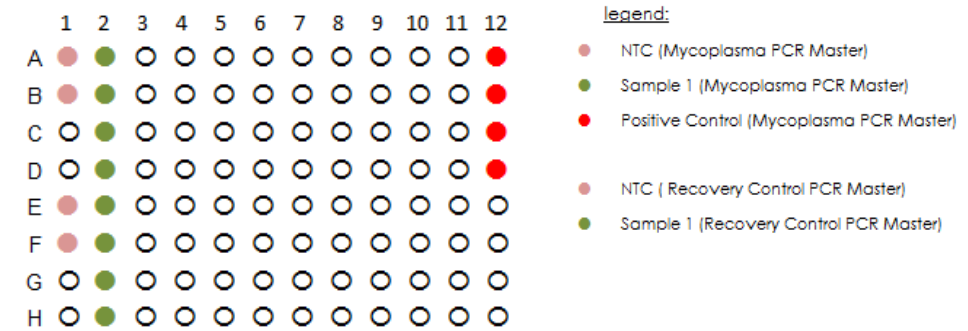 legend:
1 2 3 4 5 6 7 8 9 10 11 12
A
B
C
D
E
F
G
H
NTC (Mycoplasma PCR Master)
Sample 1 (Mycoplasma PCR Master)
Positive Control (Mycoplasma PCR Master)
NTC ( Recovery Control PCR Master)
Sample 1 (Recovery Control PCR Master)